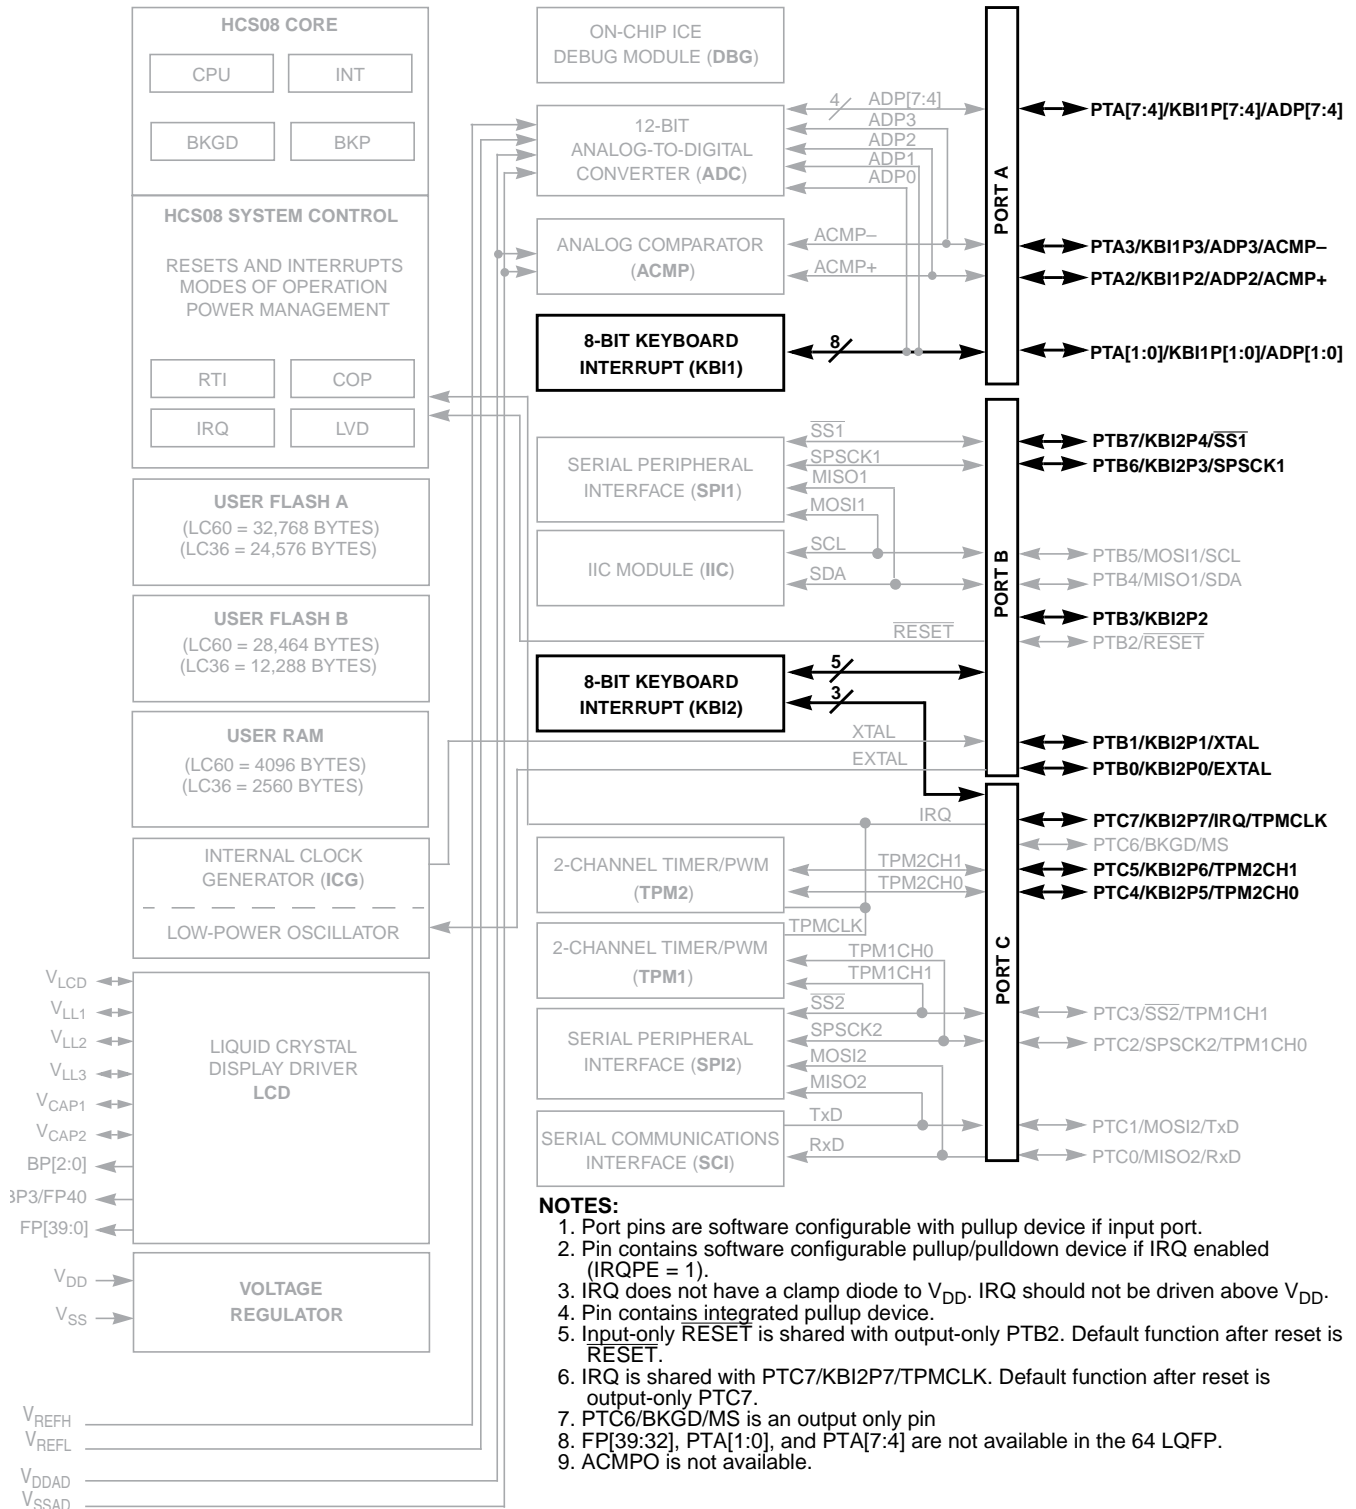 HCS08 CORE
CPU
INT
BKGD
BKP
HCS08 SYSTEM CONTROL
RESETS AND INTERRUPTS
MODES OF OPERATION
POWER MANAGEMENT
RTI
COP
IRQ
LVD
USER FLASH A
(LC60 = 32,768 BYTES)
(LC36 = 24,576 BYTES)
USER FLASH B
(LC60 = 28,464 BYTES)
(LC36 = 12,288 BYTES)
USER RAM
(LC60 = 4096 BYTES)
(LC36 = 2560 BYTES)
INTERNAL CLOCK
GENERATOR (ICG)
LOW-POWER OSCILLATOR
VLCD
VLL1
VLL2
VLL3
VCAP1
VCAP2
BP[2:0]
BP3/FP40
FP[39:0]
LIQUID CRYSTAL
DISPLAY DRIVER
LCD
VDD
VSS
VOLTAGE
REGULATOR
VREFH
VREFL
VDDAD
VSSAD
ON-CHIP ICE
DEBUG MODULE (DBG)
12-BIT
ANALOG-TO-DIGITAL
CONVERTER (ADC)
4
ADP[7:4]
ADP3
ADP2
ADP1
ADP0
ANALOG COMPARATOR
(ACMP)
ACMP–
ACMP+
8-BIT KEYBOARD
INTERRUPT (KBI1)
8
PORT A
PTA[7:4]/KBI1P[7:4]/ADP[7:4]
PTA3/KBI1P3/ADP3/ACMP–
PTA2/KBI1P2/ADP2/ACMP+
PTA[1:0]/KBI1P[1:0]/ADP[1:0]
SERIAL PERIPHERAL
INTERFACE (SPI1)
SS1
SPSCK1
MISO1
MOSI1
IIC MODULE (IIC)
SCL
SDA
RESET
8-BIT KEYBOARD
INTERRUPT (KBI2)
5
3
XTAL
EXTAL
PORT B
PTB7/KBI2P4/SS1
PTB6/KBI2P3/SPSCK1
PTB5/MOSI1/SCL
PTB4/MISO1/SDA
PTB3/KBI2P2
PTB2/RESET
PTB1/KBI2P1/XTAL
PTB0/KBI2P0/EXTAL
IRQ
2-CHANNEL TIMER/PWM
(TPM2)
TPM2CH1
TPM2CH0
TPMCLK
2-CHANNEL TIMER/PWM
(TPM1)
TPM1CH0
TPM1CH1
SERIAL PERIPHERAL
INTERFACE (SPI2)
SS2
SPSCK2
MOSI2
MISO2
SERIAL COMMUNICATIONS
INTERFACE (SCI)
TxD
RxD
PORT C
PTC7/KBI2P7/IRQ/TPMCLK
PTC6/BKGD/MS
PTC5/KBI2P6/TPM2CH1
PTC4/KBI2P5/TPM2CH0
PTC3/SS2/TPM1CH1
PTC2/SPSCK2/TPM1CH0
PTC1/MOSI2/TxD
PTC0/MISO2/RxD
NOTES:
1. Port pins are software configurable with pullup device if input port.
2. Pin contains software configurable pullup/pulldown device if IRQ enabled
(IRQPE = 1).
3. IRQ does not have a clamp diode to VDD. IRQ should not be driven above VDD.
4. Pin contains integrated pullup device.
5. Input-only RESET is shared with output-only PTB2. Default function after reset is
RESET.
6. IRQ is shared with PTC7/KBI2P7/TPMCLK. Default function after reset is
output-only PTC7.
7. PTC6/BKGD/MS is an output only pin
8. FP[39:32], PTA[1:0], and PTA[7:4] are not available in the 64 LQFP.
9. ACMPO is not available.